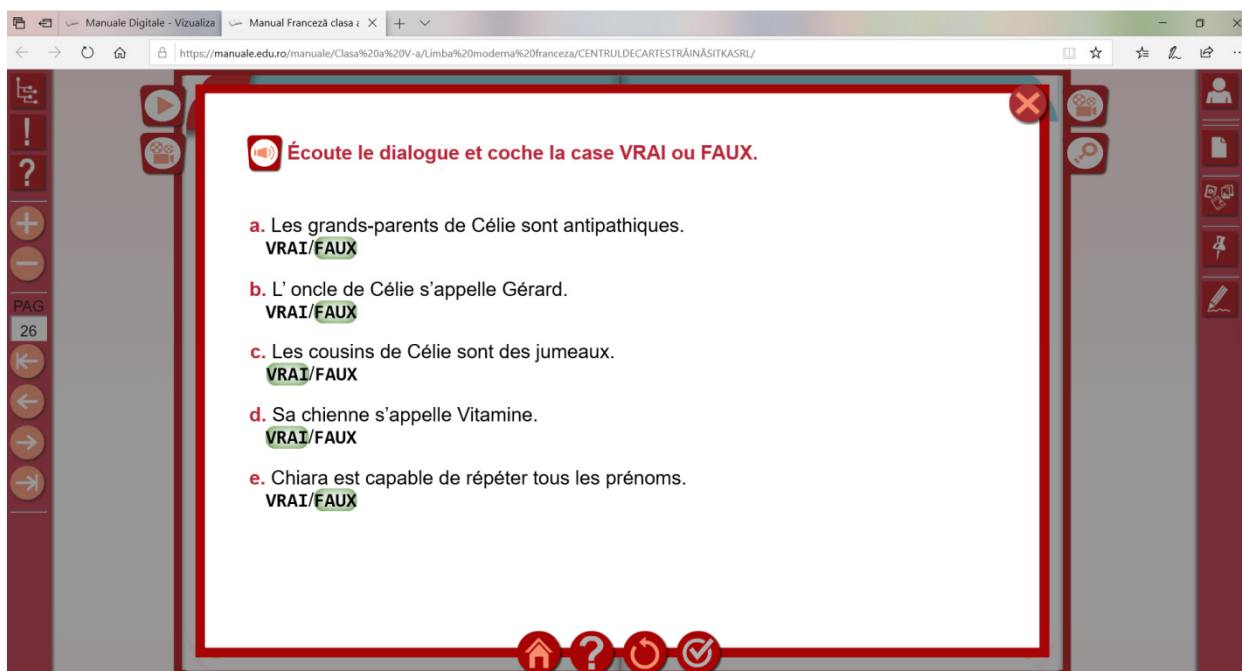 Manuale Digitale - Vizualiza
Manual Franceză clasa a
https://manuale.edu.ro/manuale/Clasa%20a%20V-a/Limba%20moderna%20franceza/CENTRULDECARTESTRĂINĂSITKASRL/
PAG
26
Écoute le dialogue et coche la case VRAI ou FAUX.
a. Les grands-parents de Célie sont antipathiques.
VRAI/FAUX
b. L' oncle de Célie s'appelle Gérard.
VRAI/FAUX
c. Les cousins de Célie sont des jumeaux.
VRAI/FAUX
d. Sa chienne s'appelle Vitamine.
VRAI/FAUX
e. Chiara est capable de répéter tous les prénoms.
VRAI/FAUX